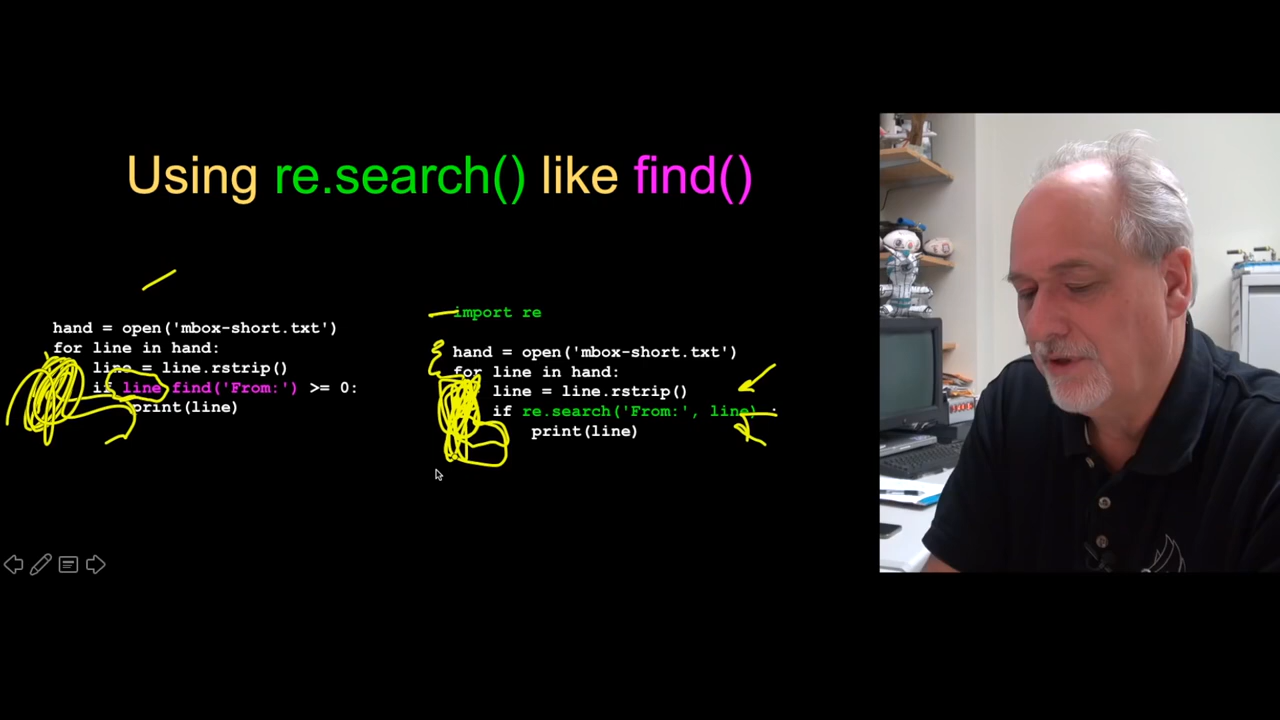 Using re.search() like find()
hand = open('mbox-short.txt')
for line in hand:
line = line.rstrip()
if line.find('From:') >= 0:
print(line)
import re
hand = open('mbox-short.txt')
for line in hand:
line = line.rstrip()
if re.search('From:', line) :
print(line)